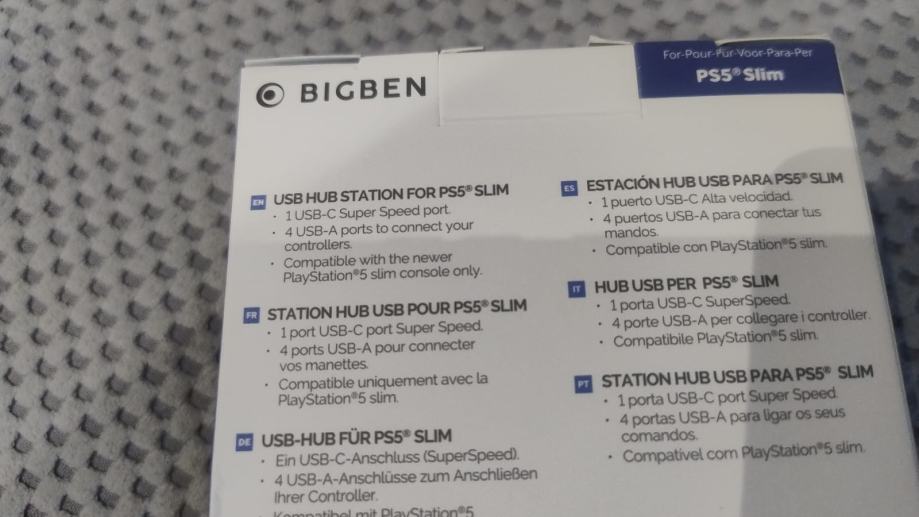 BIGBEN
For-Pour-Für-Voor-Para-Per
PS5® Slim
EN USB HUB STATION FOR PS5® SLIM
· 1 USB-C Super Speed port.
· 4 USB-A ports to connect your
controllers.
· Compatible with the newer
PlayStation®5 slim console only.
FR STATION HUB USB POUR PS5® SLIM
· 1 port USB-C port Super Speed.
· 4 ports USB-A pour connecter
vos manettes.
· Compatible uniquement avec la
PlayStation®5 slim.
DE USB-HUB FÜR PS5® SLIM
· Ein USB-C-Anschluss (SuperSpeed).
· 4 USB-A-Anschlüsse zum Anschließen
Ihrer Controller.
· Kompatibel mit PlayStation®5
ES ESTACIÓN HUB USB PARA PS5® SLIM
· 1 puerto USB-C Alta velocidad.
· 4 puertos USB-A para conectar tus
mandos.
· Compatible con PlayStation®5 slim.
IT HUB USB PER PS5® SLIM
· 1 porta USB-C SuperSpeed.
· 4 porte USB-A per collegare i controller.
· Compatibile PlayStation®5 slim.
PT STATION HUB USB PARA PS5® SLIM
· 1 porta USB-C port Super Speed.
· 4 portas USB-A para ligar os seus
comandos.
· Compatível com PlayStation®5 slim.